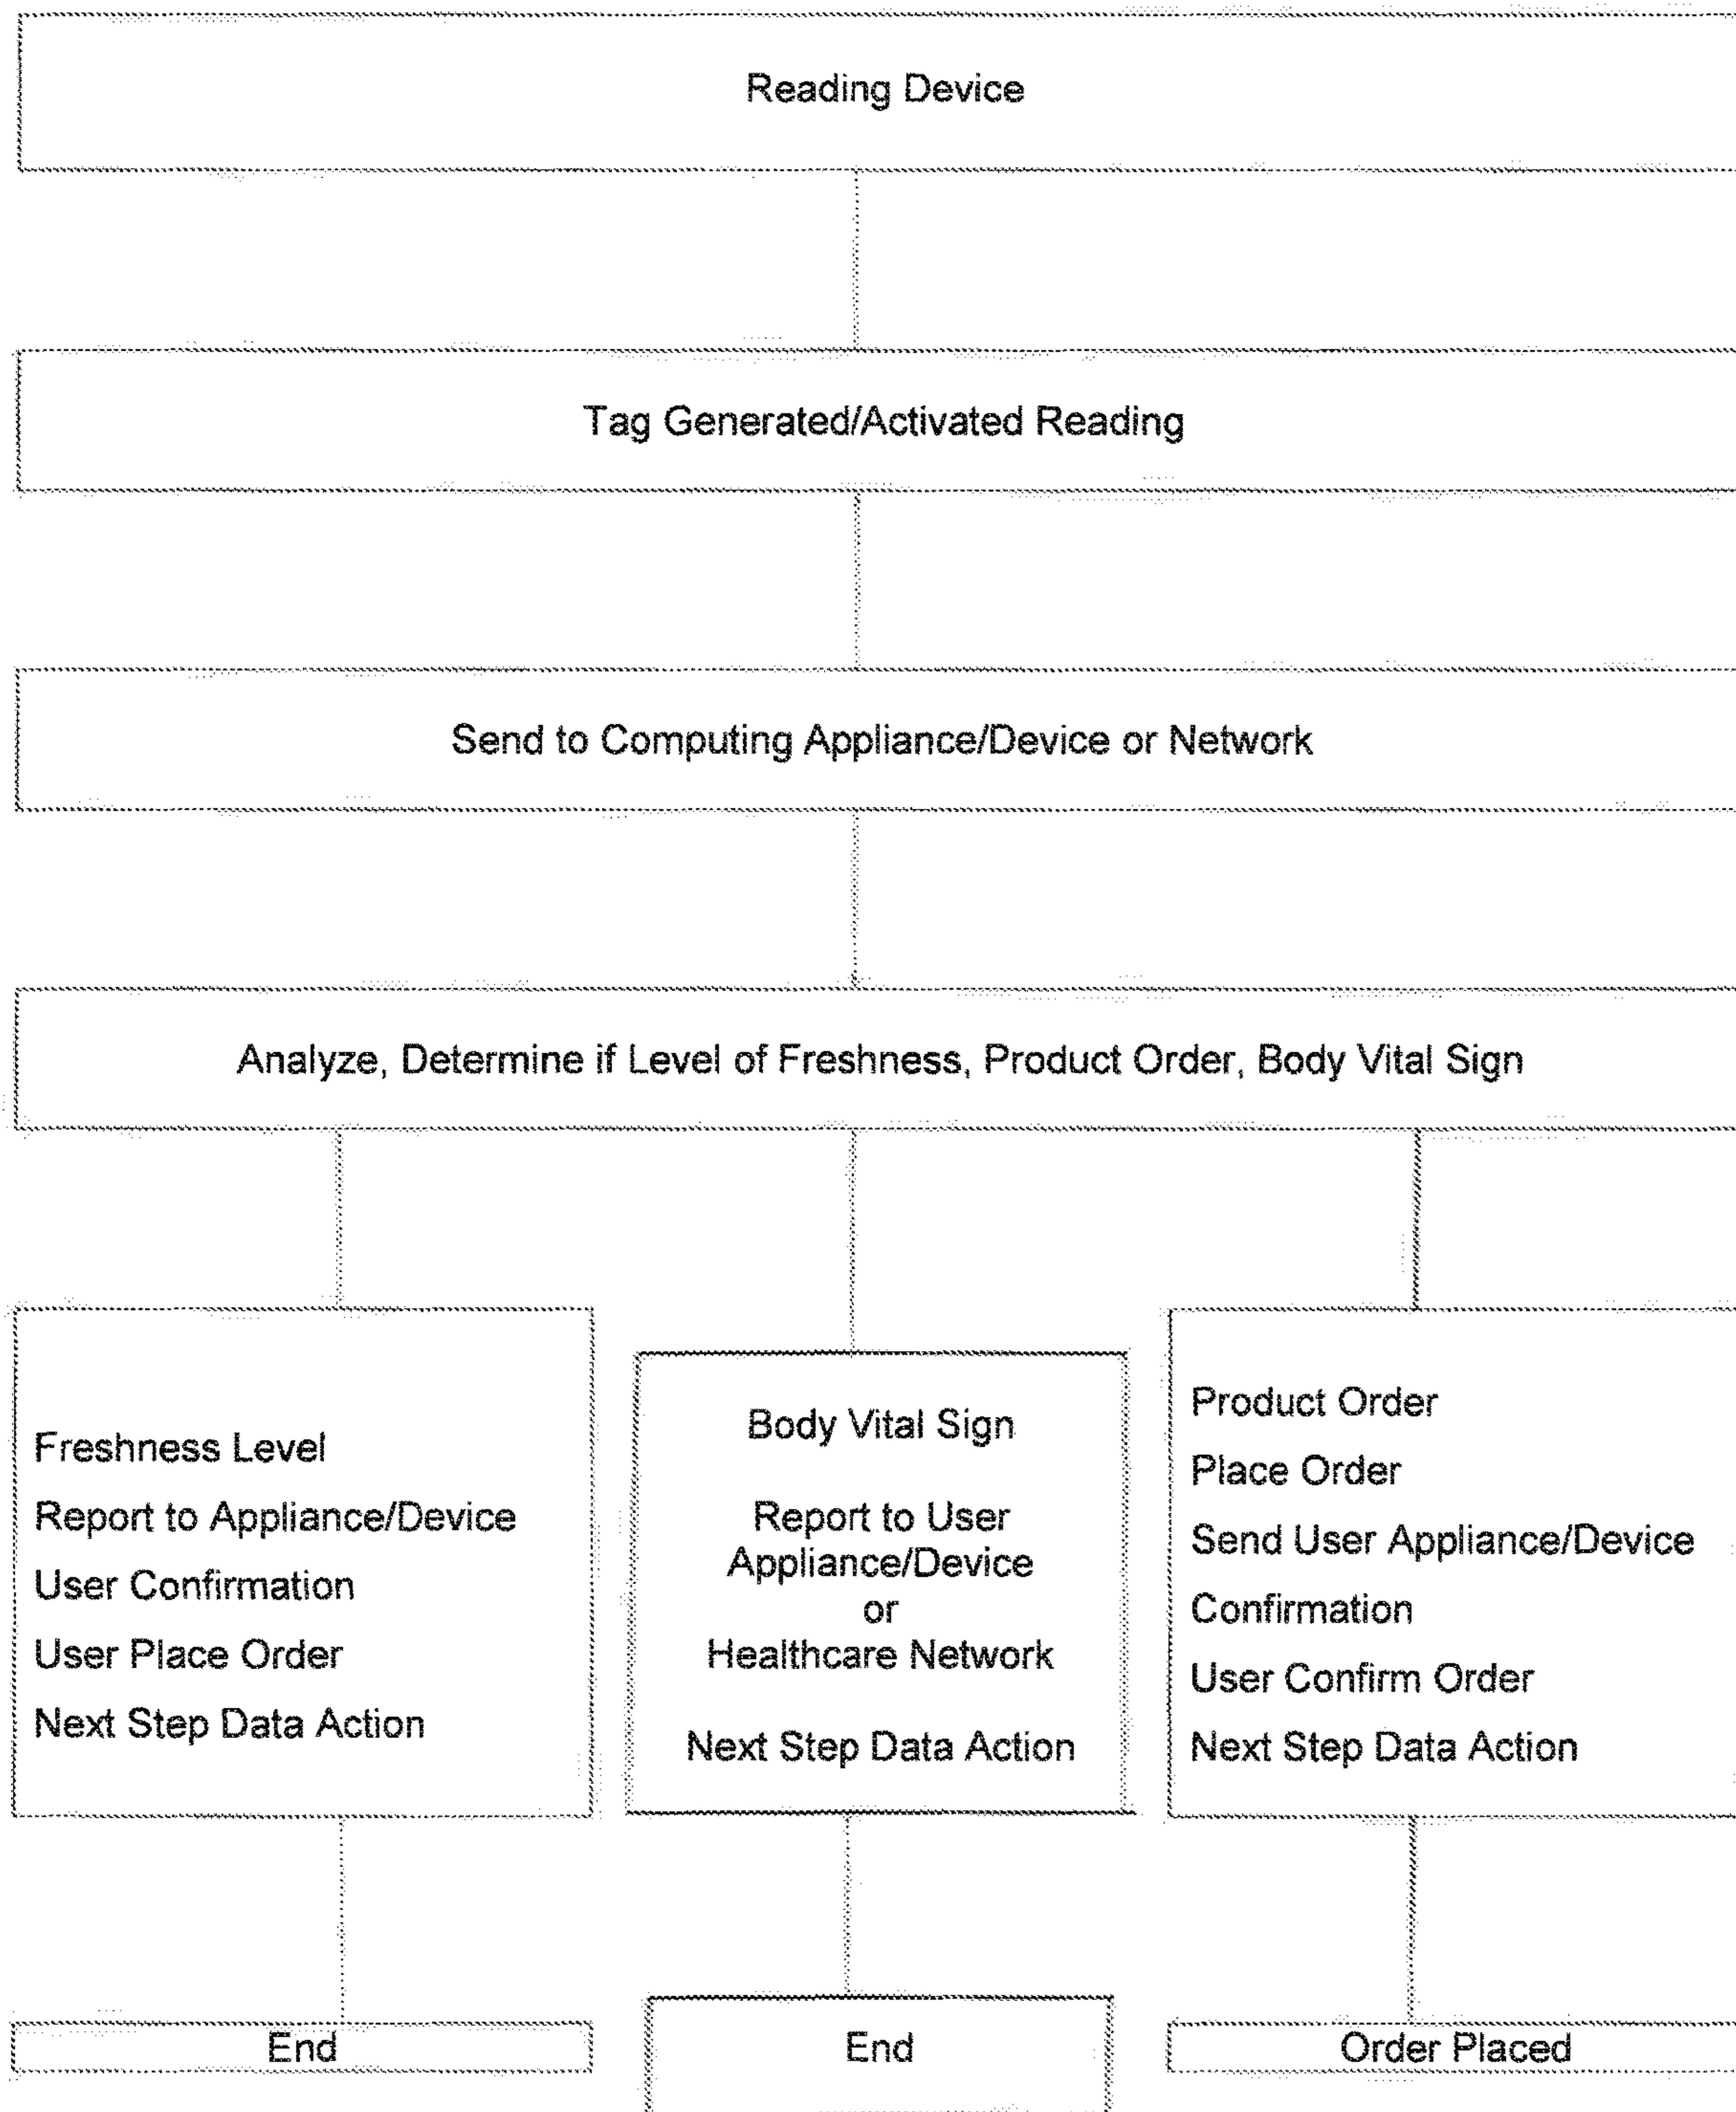 Reading Device
Tag Generated/Activated Reading
Send to Computing Appliance/Device or Network
Analyze, Determine if Level of Freshness, Product Order, Body Vital Sign
Freshness Level
Report to Appliance/Device
User Confirmation
User Place Order
Next Step Data Action
Body Vital Sign
Report to User
Appliance/Device
or
Healthcare Network
Next Step Data Action
Product Order
Place Order
Send User Appliance/Device
Confirmation
User Confirm Order
Next Step Data Action
End
End
Order Placed